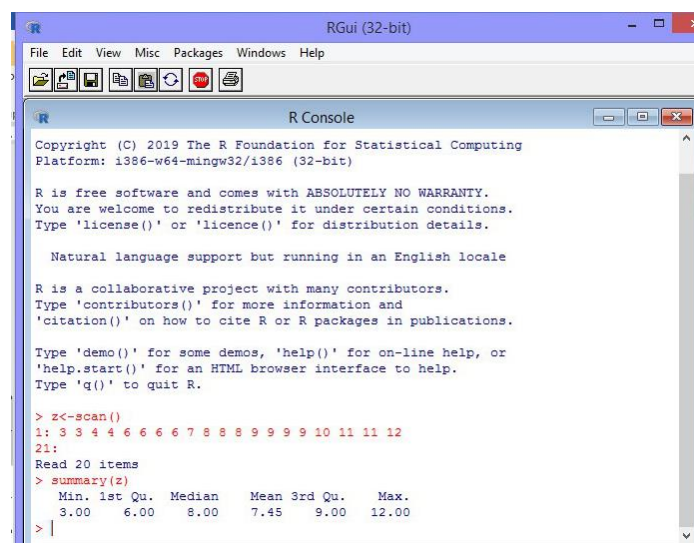 RGui (32-bit)
File Edit View Misc Packages Windows Help
STOP
R Console
Copyright (C) 2019 The R Foundation for Statistical Computing
Platform: i386-w64-mingw32/i386 (32-bit)
R is free software and comes with ABSOLUTELY NO WARRANTY.
You are welcome to redistribute it under certain conditions.
Type 'license()' or 'licence()' for distribution details.
Natural language support but running in an English locale
R is a collaborative project with many contributors.
Type 'contributors()' for more information and
'citation()' on how to cite R or R packages in publications.
Type 'demo()' for some demos, 'help()' for on-line help, or
'help.start()' for an HTML browser interface to help.
Type 'q()' to quit R.
> z<-scan()
1: 3 3 4 4 6 6 6 6 7 8 8 8 9 9 9 9 10 11 11 12
21:
Read 20 items
> summary(z)
Min. 1st Qu. Median Mean 3rd Qu. Max.
3.00 6.00 8.00 7.45 9.00 12.00
>